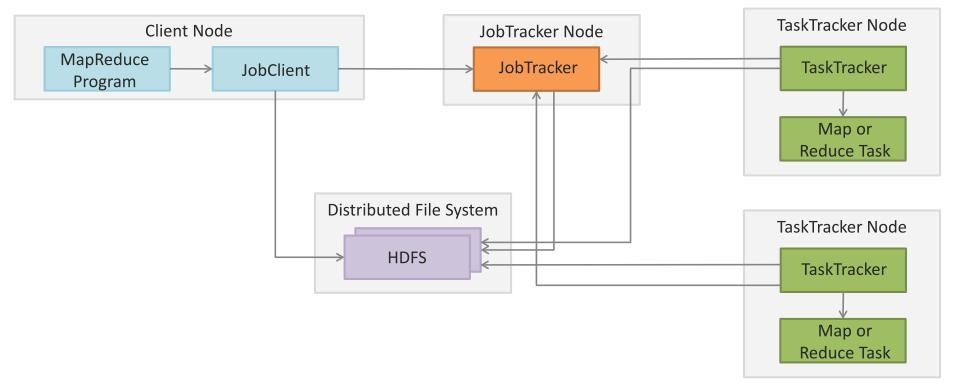 Client Node
MapReduce
Program
JobClient
JobTracker Node
JobTracker
TaskTracker Node
TaskTracker
Map or
Reduce Task
Distributed File System
HDFS
TaskTracker Node
TaskTracker
Map or
Reduce Task